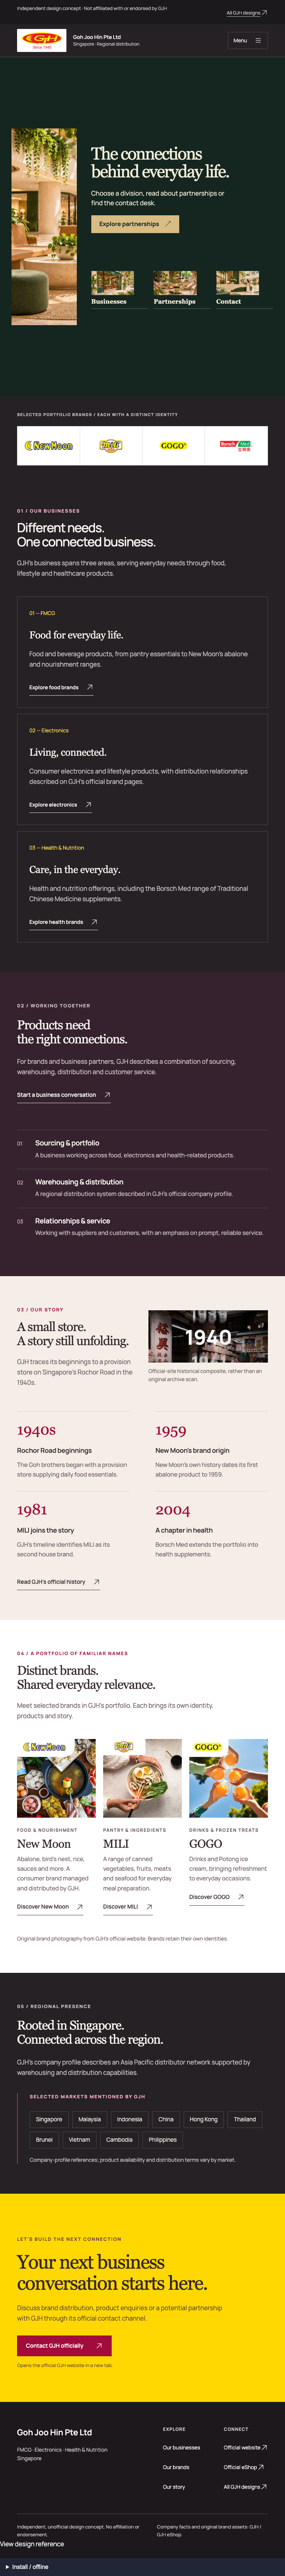 Independent design concept · Not affiliated with or endorsed by GJH
All GJH designs
GJH
Since 1940
Goh Joo Hin Pte Ltd
Singapore · Regional distribution
Menu
The connections
behind everyday life.
Choose a division, read about partnerships or
find the contact desk.
Explore partnerships
Businesses
Partnerships
Contact
SELECTED PORTFOLIO BRANDS / EACH WITH A DISTINCT IDENTITY
New Moon
mili
GOGO
Borsch Med
01 / OUR BUSINESSES
Different needs.
One connected business.
GJH's business spans three areas, serving everyday needs through food,
lifestyle and healthcare products.
01 — FMCG
Food for everyday life.
Food and beverage products, from pantry essentials to New Moon's abalone
and nourishment ranges.
Explore food brands
02 — Electronics
Living, connected.
Consumer electronics and lifestyle products, with distribution relationships
described on GJH's official brand pages.
Explore electronics
03 — Health & Nutrition
Care, in the everyday.
Health and nutrition offerings, including the Borsch Med range of Traditional
Chinese Medicine supplements.
Explore health brands
02 / WORKING TOGETHER
Products need
the right connections.
For brands and business partners, GJH describes a combination of sourcing,
warehousing, distribution and customer service.
Start a business conversation
01
Sourcing & portfolio
A business working across food, electronics and health-related products.
02
Warehousing & distribution
A regional distribution system described in GJH's official company profile.
03
Relationships & service
Working with suppliers and customers, with an emphasis on prompt, reliable service.
03 / OUR STORY
A small store.
A story still unfolding.
GJH traces its beginnings to a provision
store on Singapore's Rochor Road in the
1940s.
1940
Official-site historical composite, rather than an
original archive scan.
1940s
Rochor Road beginnings
The Goh brothers began with a provision
store supplying daily food essentials.
1959
New Moon's brand origin
New Moon's own history dates its first
abalone product to 1959.
1981
MILI joins the story
GJH's timeline identifies MILI as its
second house brand.
2004
A chapter in health
Borsch Med extends the portfolio into
health supplements.
Read GJH's official history
04 / A PORTFOLIO OF FAMILIAR NAMES
Distinct brands.
Shared everyday relevance.
Meet selected brands in GJH's portfolio. Each brings its own identity,
products and story.
New Moon
mili
GOGO
FOOD & NOURISHMENT
New Moon
Abalone, bird's nest, rice,
sauces and more. A
consumer brand managed
and distributed by GJH.
Discover New Moon
PANTRY & INGREDIENTS
MILI
A range of canned
vegetables, fruits, meats
and seafood for everyday
meal preparation.
Discover MILI
DRINKS & FROZEN TREATS
GOGO
Drinks and Potong ice
cream, bringing refreshment
to everyday occasions.
Discover GOGO
Original brand photography from GJH's official website. Brands retain their own identities.
05 / REGIONAL PRESENCE
Rooted in Singapore.
Connected across the region.
GJH's company profile describes an Asia Pacific distributor network supported by
warehousing and distribution capabilities.
SELECTED MARKETS MENTIONED BY GJH
Singapore
Malaysia
Indonesia
China
Hong Kong
Thailand
Brunei
Vietnam
Cambodia
Philippines
Company-profile references; product availability and distribution terms vary by market.
LET'S BUILD THE NEXT CONNECTION
Your next business
conversation starts here.
Discuss brand distribution, product enquiries or a potential partnership
with GJH through its official contact channel.
Contact GJH officially
Opens the official GJH website in a new tab.
Goh Joo Hin Pte Ltd
FMCG · Electronics · Health & Nutrition
Singapore
EXPLORE
Our businesses
Our brands
Our story
CONNECT
Official website
Official eShop
All GJH designs
Independent, unofficial design concept. No affiliation or
endorsement.
Company facts and original brand assets: GJH /
GJH eShop.
View design reference
Install / offline